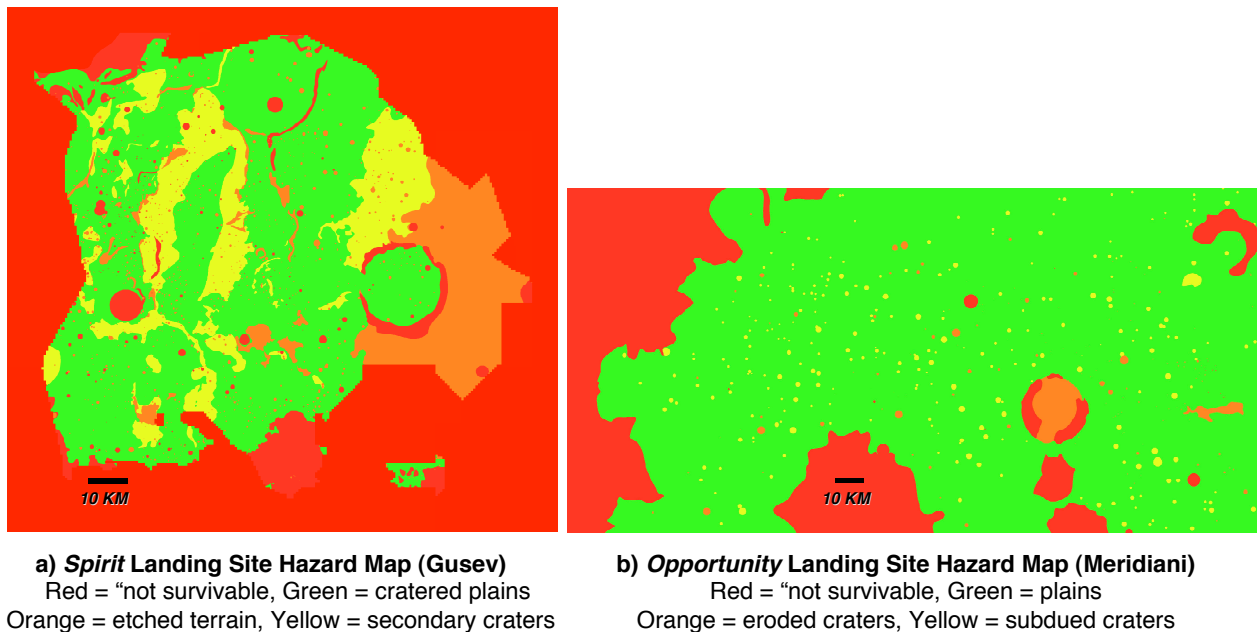 10 KM
10 KM
a) Spirit Landing Site Hazard Map (Gusev)
Red = “not survivable, Green = cratered plains
Orange = etched terrain, Yellow = secondary craters
b) Opportunity Landing Site Hazard Map (Meridiani)
Red = “not survivable, Green = plains
Orange = eroded craters, Yellow = subdued craters